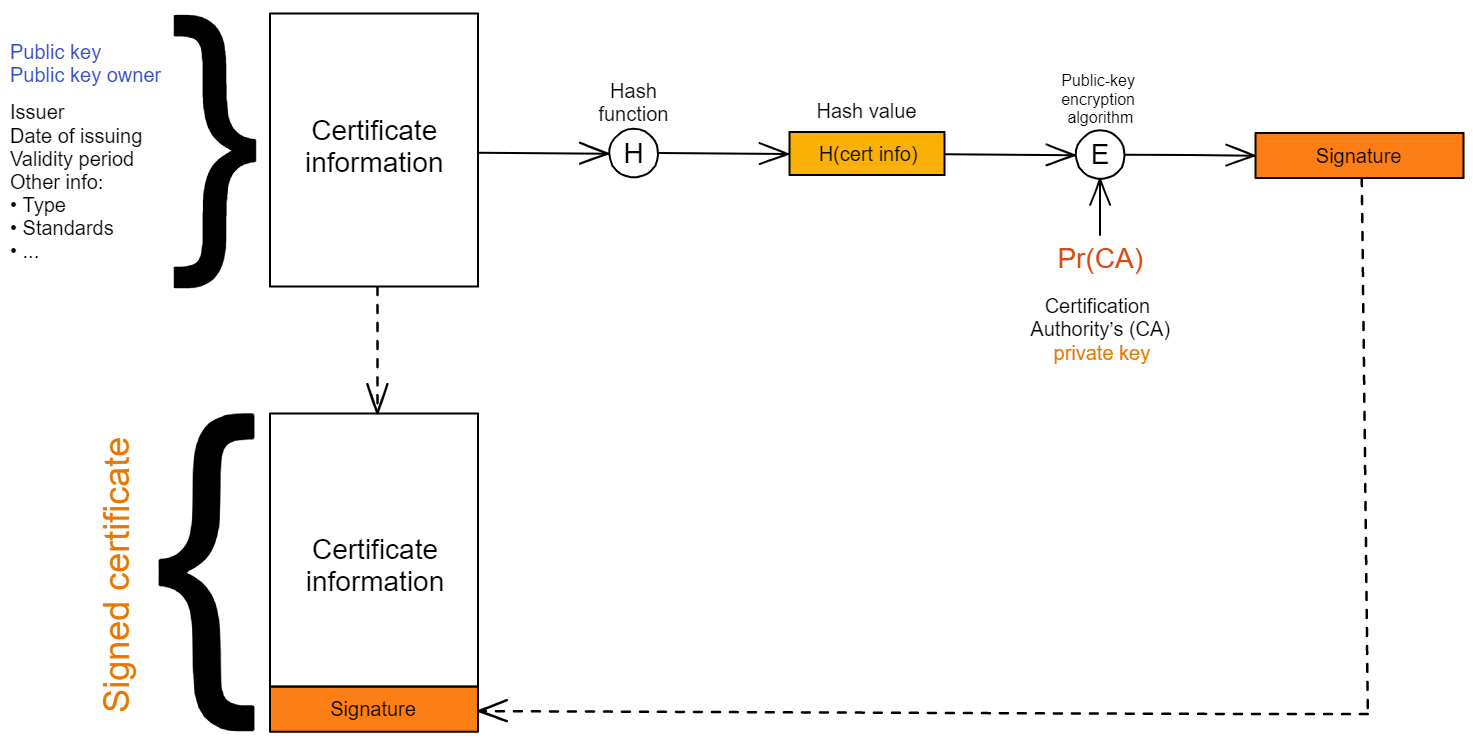 Public key
Public key owner
Issuer
Date of issuing
Validity period
Other info:
• Type
• Standards
• ...
Certificate
information
Hash
function
H
Hash value
H(cert info)
Public-key
encryption
algorithm
E
Signature
Pr(CA)
Certification
Authority’s (CA)
private key
Signed certificate
Certificate
information
Signature